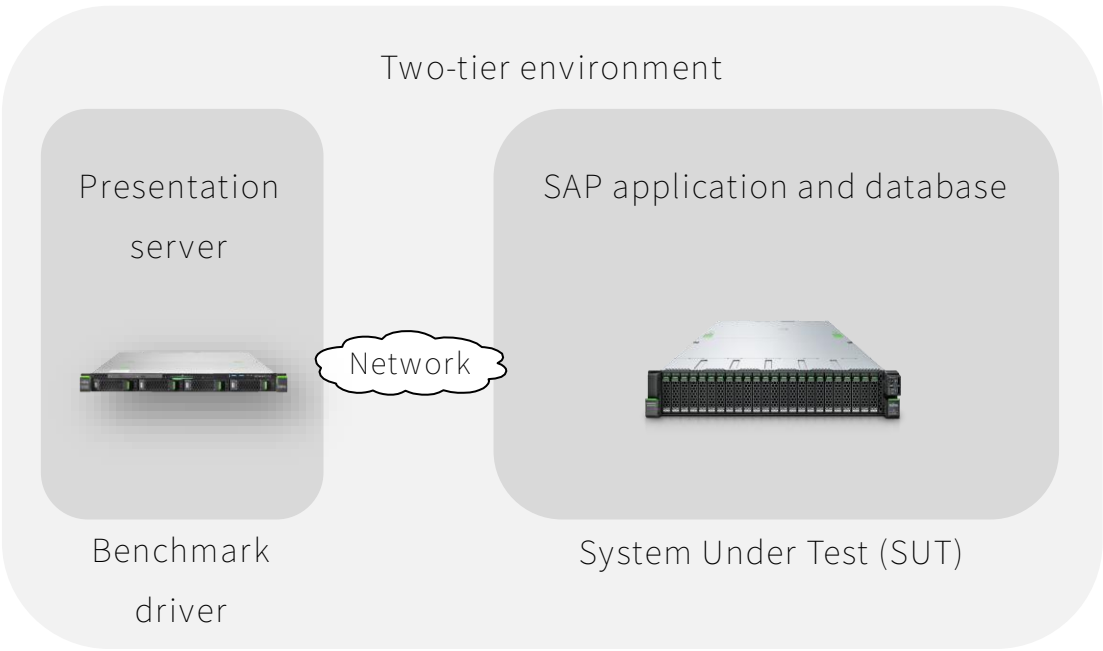 Two-tier environment
Presentation
server
SAP application and database
Network
Benchmark
driver
System Under Test (SUT)